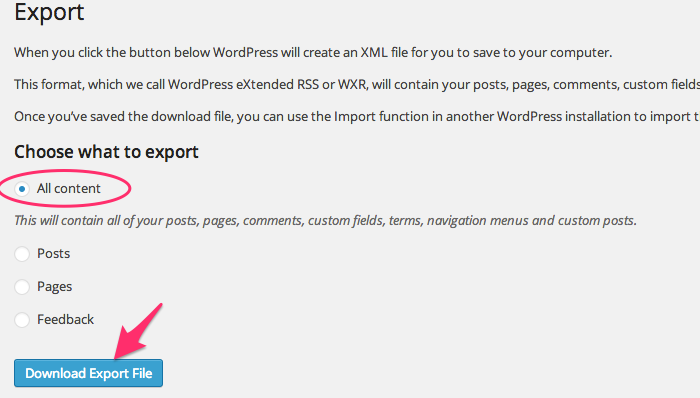 Export
When you click the button below WordPress will create an XML file for you to save to your computer.
This format, which we call WordPress eXtended RSS or WXR, will contain your posts, pages, comments, custom fields
Once you’ve saved the download file, you can use the Import function in another WordPress installation to import t
Choose what to export
All content
This will contain all of your posts, pages, comments, custom fields, terms, navigation menus and custom posts.
Posts
Pages
Feedback
Download Export File